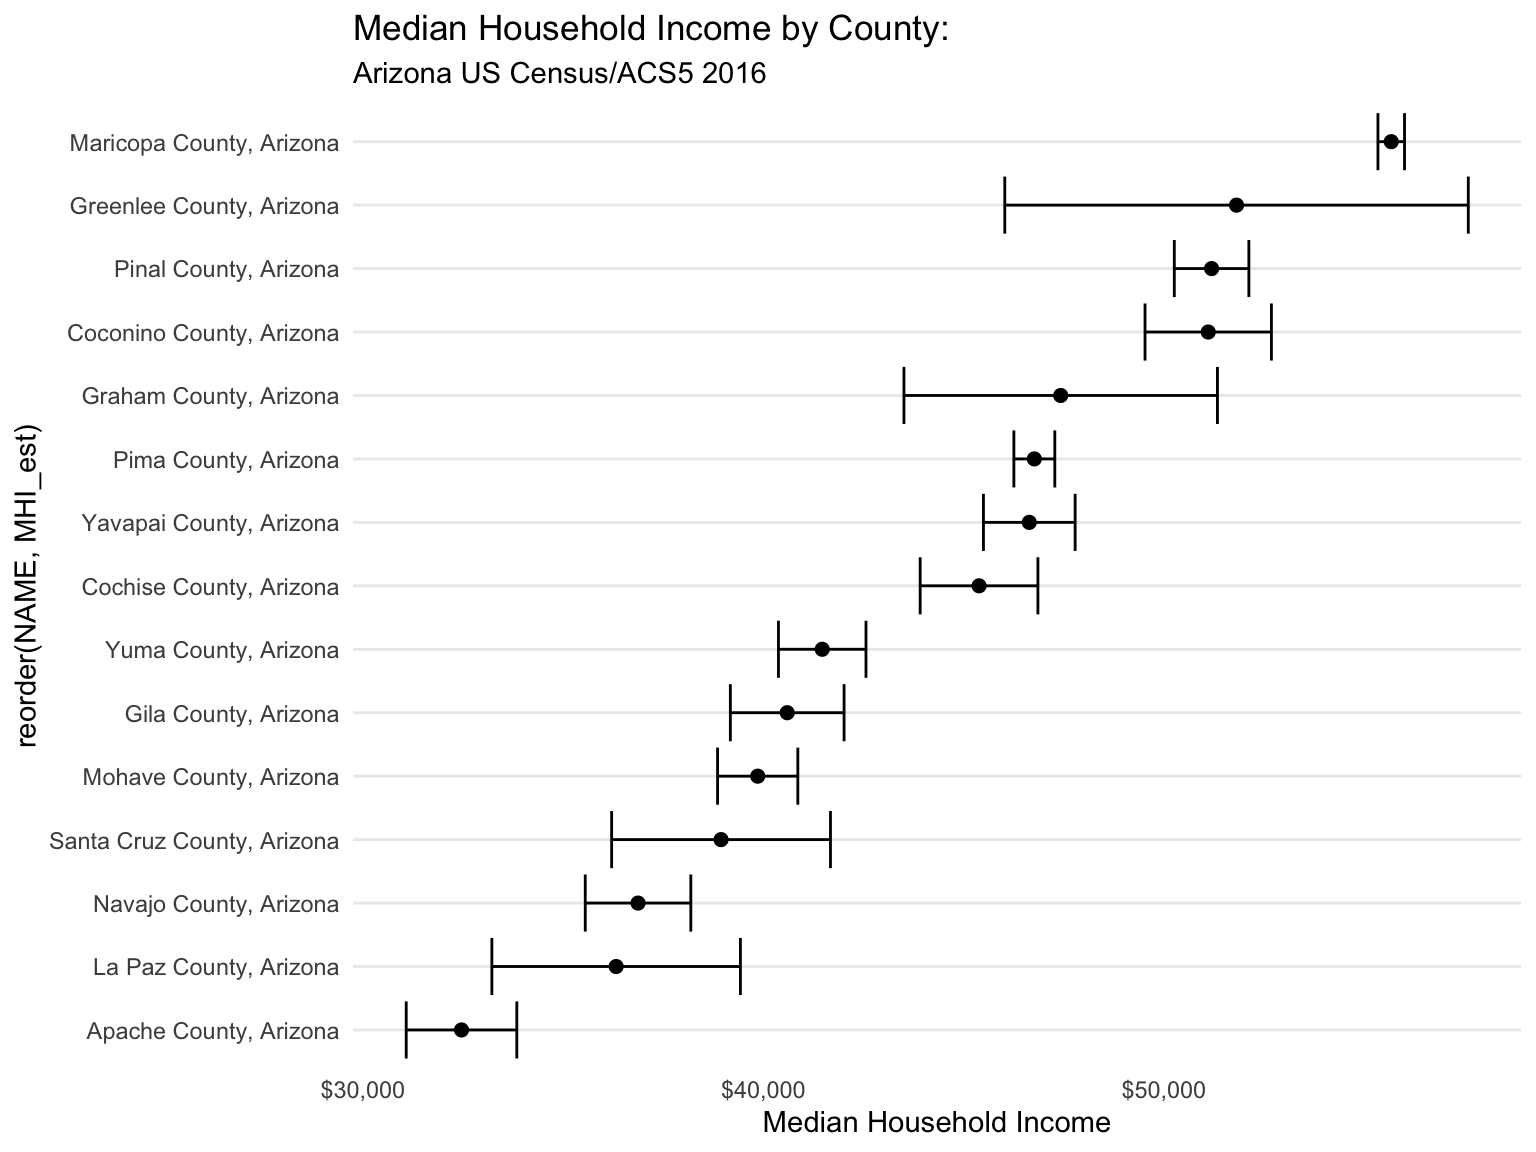 Median Household Income by County:
Arizona US Census/ACS5 2016
Maricopa County, Arizona
Greenlee County, Arizona
Pinal County, Arizona
Coconino County, Arizona
Graham County, Arizona
Pima County, Arizona
Yavapai County, Arizona
Cochise County, Arizona
Yuma County, Arizona
Gila County, Arizona
Mohave County, Arizona
Santa Cruz County, Arizona
Navajo County, Arizona
La Paz County, Arizona
Apache County, Arizona
reorder(NAME, MHI_est)
$30,000 $40,000 $50,000
Median Household Income